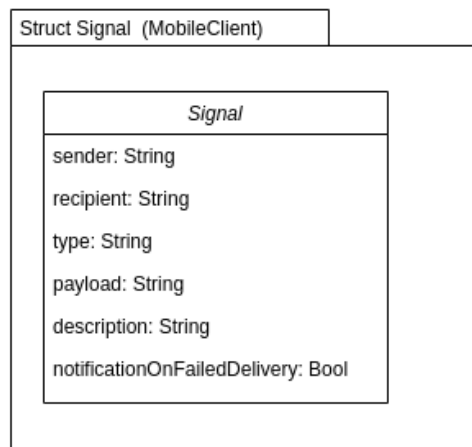 Struct Signal (MobileClient)
Signal
sender: String
recipient: String
type: String
payload: String
description: String
notificationOnFailedDelivery: Bool